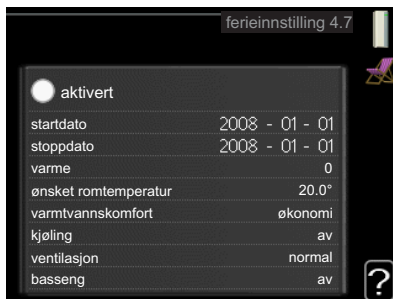 ferieinnstilling 4.7
aktivert
startdato 2008 - 01 - 01
stoppdato 2008 - 01 - 01
varme 0
ønsket romtemperatur 20.0°
varmtvannskomfort økonomi
kjøling av
ventilasjon normal
basseng av
?